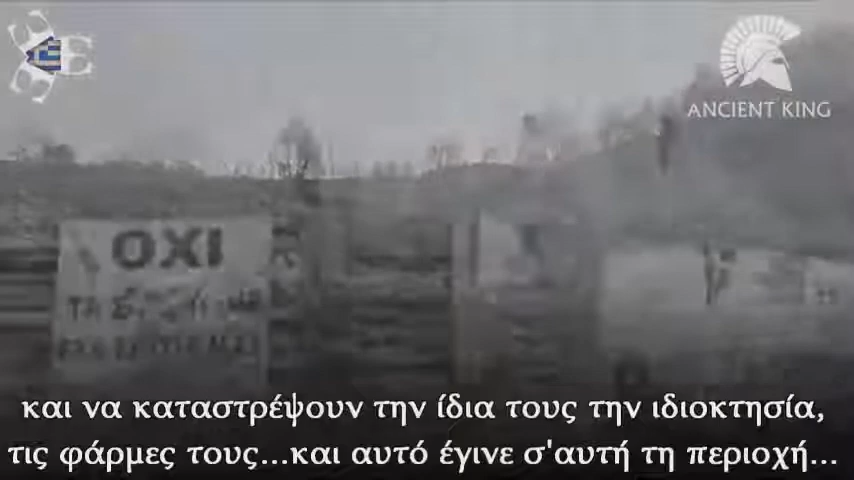 ANCIENT KING
ΟΧΙ
και να καταστρέψουν την ίδια τους την ιδιοκτησία,
τις φάρμες τους...και αυτό έγινε σ'αυτή τη περιοχή...